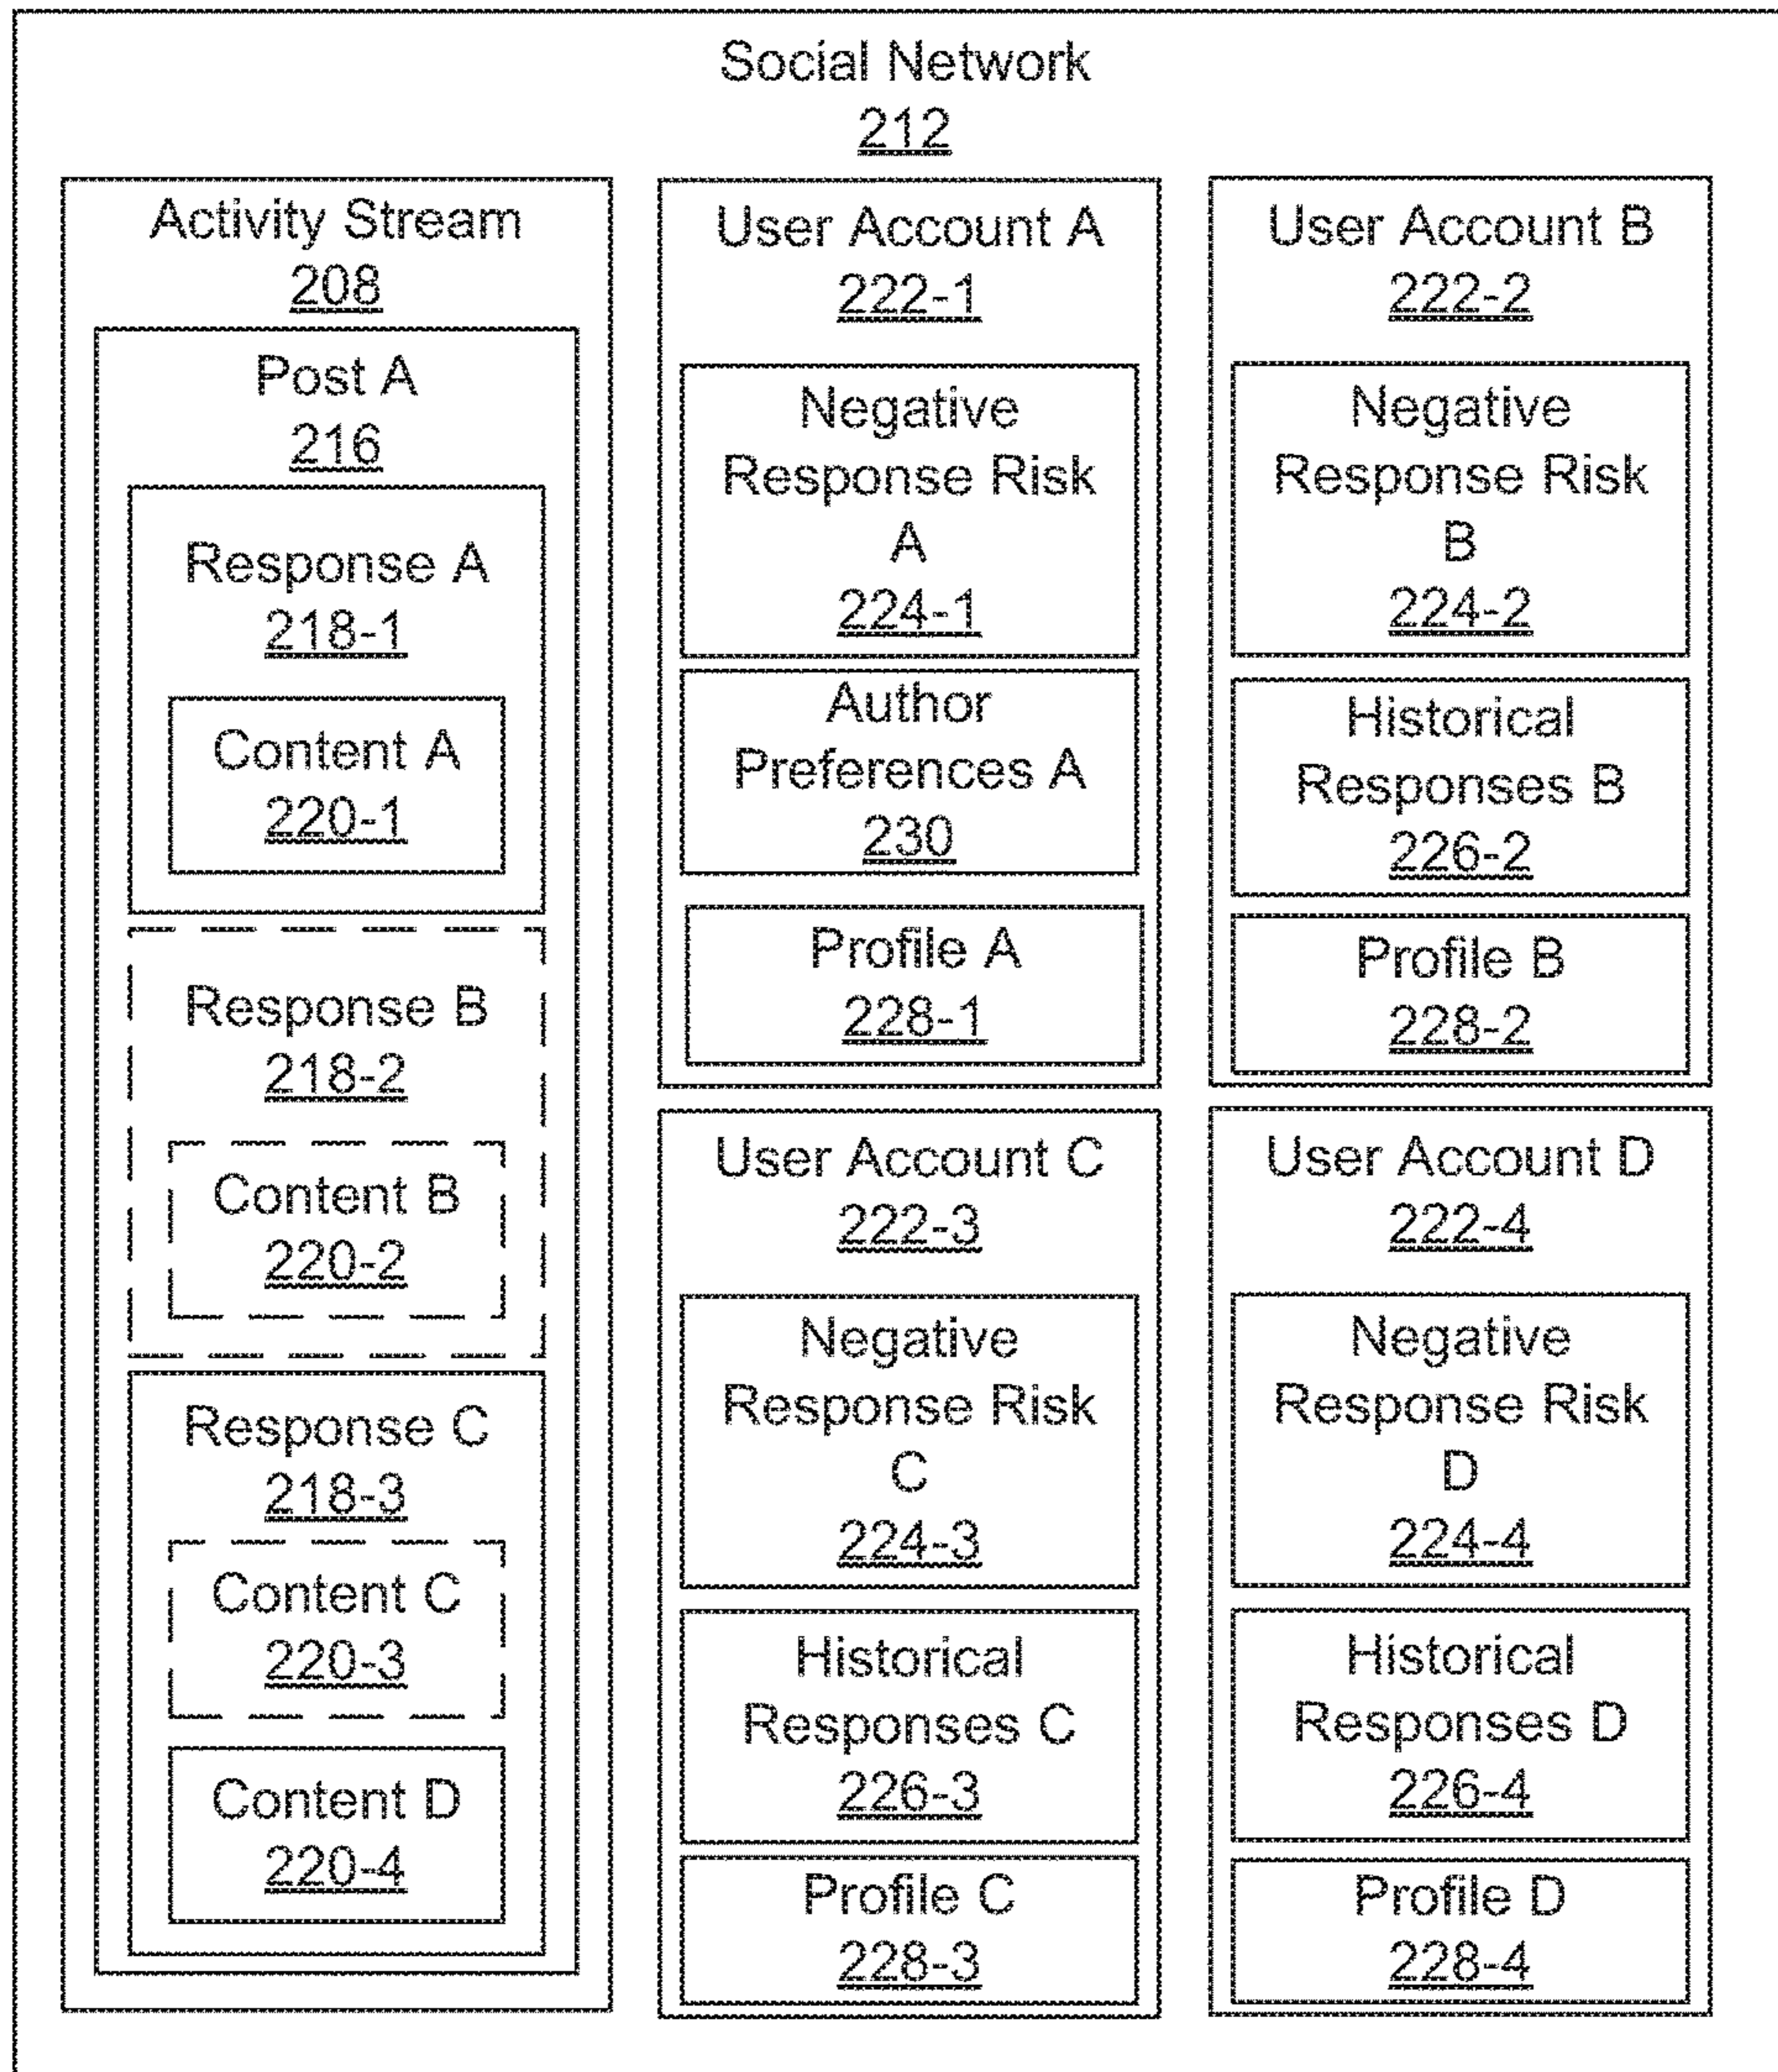 Social Network
212
Activity Stream
208
Post A
216
Response A
218-1
Content A
220-1
Response B
218-2
Content B
220-2
Response C
218-3
Content C
220-3
Content D
220-4
User Account A
222-1
Negative
Response Risk
A
224-1
Author
Preferences A
230
Profile A
228-1
User Account B
222-2
Negative
Response Risk
B
224-2
Historical
Responses B
226-2
Profile B
228-2
User Account C
222-3
Negative
Response Risk
C
224-3
Historical
Responses C
226-3
Profile C
228-3
User Account D
222-4
Negative
Response Risk
D
224-4
Historical
Responses D
226-4
Profile D
228-4